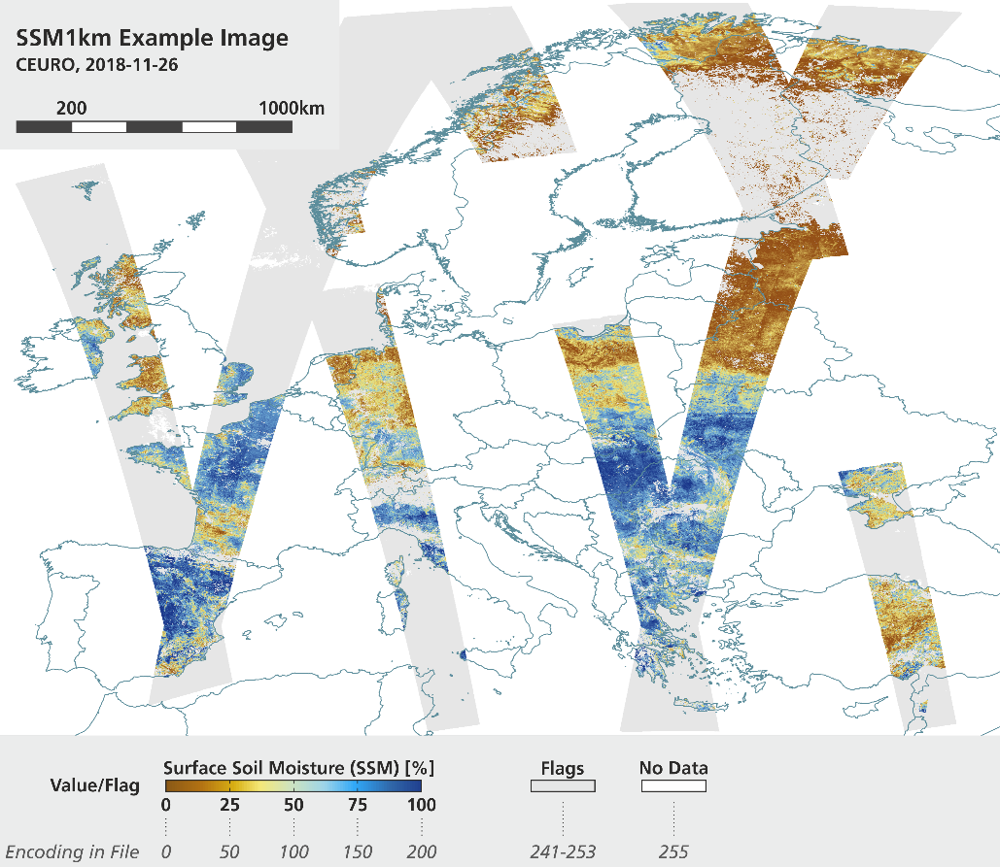 SSM1km Example Image
CEURO, 2018-11-26
200 1000km
Surface Soil Moisture (SSM) [%] Flags No Data
Value/Flag
0 25 50 75 100
Encoding in File 0 50 100 150 200 241-253 255